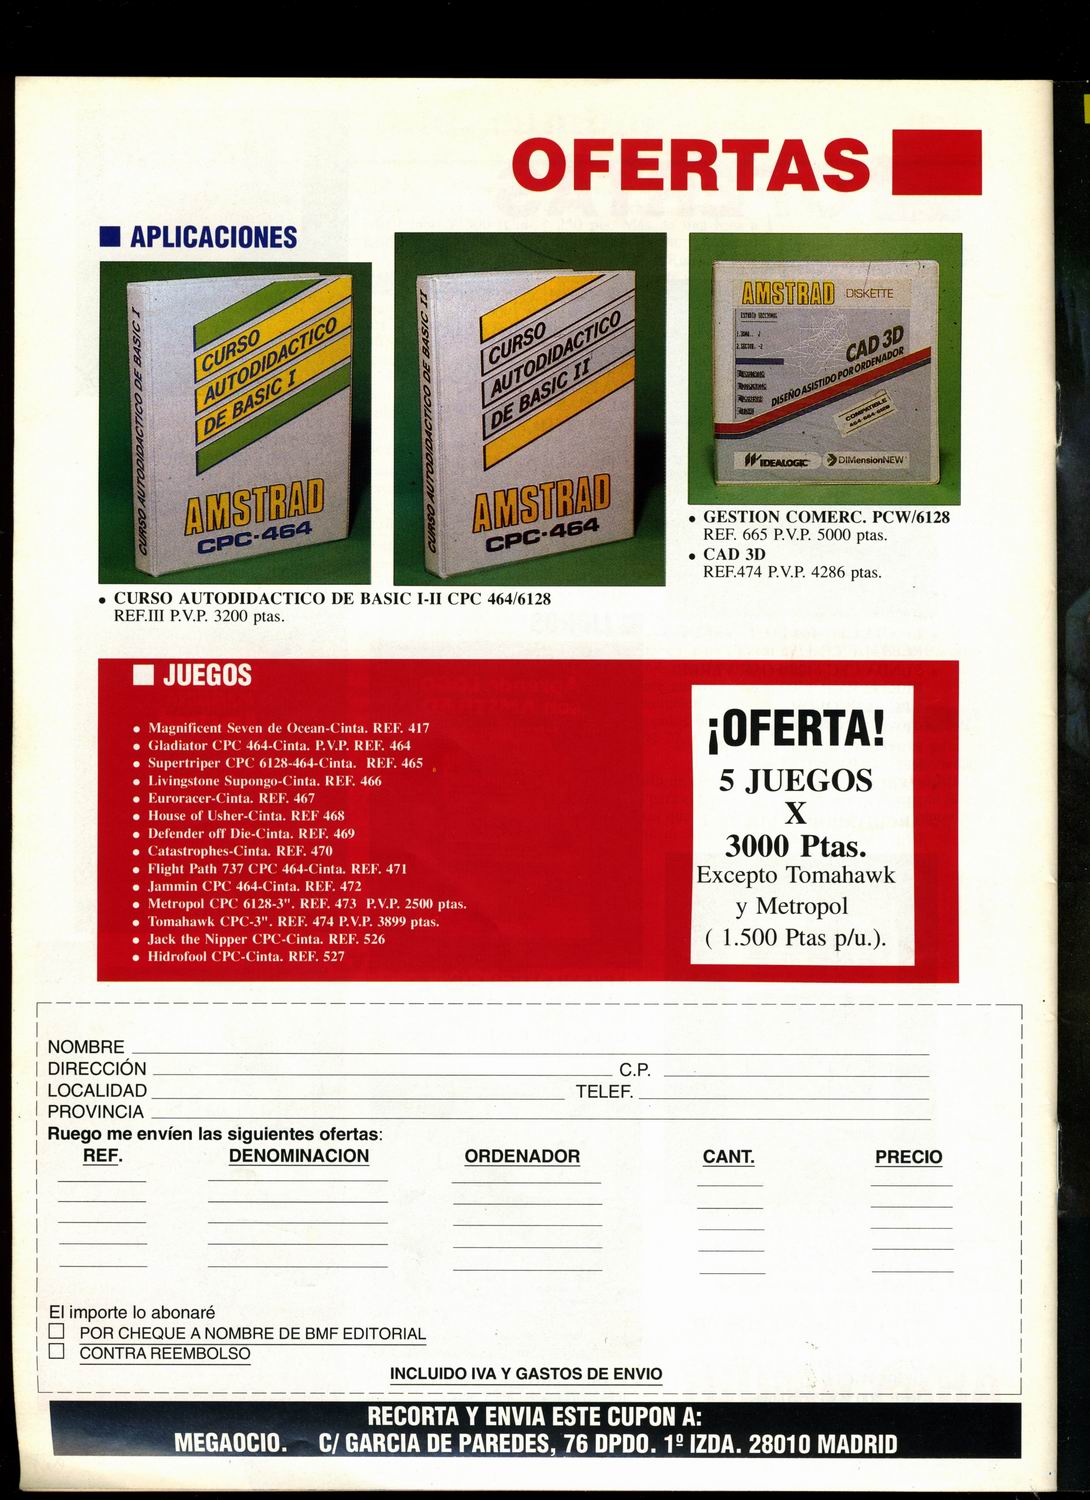 OFERTAS
APLICACIONES
CURSO AUTODIDACTICO DE BASIC I
CURSO
AUTODIDACTICO
DE BASIC I
AMSTRAD
CPC-464
CURSO AUTODIDACTICO DE BASIC II
CURSO
AUTODIDACTICO
DE BASIC II
AMSTRAD
CPC-464
AMSTRAD DISKETTE
CAD 3D
DISEÑO ASISTIDO POR ORDENADOR
COMPATIBLE
464-664-6128
IDEALOGIC DIMensionNEW
• CURSO AUTODIDACTICO DE BASIC I-II CPC 464/6128
REF.III P.V.P. 3200 ptas.
• GESTION COMERC. PCW/6128
REF. 665 P.V.P. 5000 ptas.
• CAD 3D
REF.474 P.V.P. 4286 ptas.
JUEGOS
• Magnificent Seven de Ocean-Cinta. REF. 417
• Gladiator CPC 464-Cinta. P.V.P. REF. 464
• Supertriper CPC 6128-464-Cinta. REF. 465
• Livingstone Supongo-Cinta. REF. 466
• Euroracer-Cinta. REF. 467
• House of Usher-Cinta. REF 468
• Defender off Die-Cinta. REF. 469
• Catastrophes-Cinta. REF. 470
• Flight Path 737 CPC 464-Cinta. REF. 471
• Jammin CPC 464-Cinta. REF. 472
• Metropol CPC 6128-3". REF. 473 P.V.P. 2500 ptas.
• Tomahawk CPC-3". REF. 474 P.V.P. 3899 ptas.
• Jack the Nipper CPC-Cinta. REF. 526
• Hidrofool CPC-Cinta. REF. 527
¡OFERTA!
5 JUEGOS
X
3000 Ptas.
Excepto Tomahawk
y Metropol
( 1.500 Ptas p/u.).
NOMBRE
DIRECCIÓN C.P.
LOCALIDAD TELEF.
PROVINCIA
Ruego me envíen las siguientes ofertas:
REF. DENOMINACION ORDENADOR CANT. PRECIO
El importe lo abonaré
POR CHEQUE A NOMBRE DE BMF EDITORIAL
CONTRA REEMBOLSO
INCLUIDO IVA Y GASTOS DE ENVIO
RECORTA Y ENVIA ESTE CUPON A:
MEGAOCIO. C/ GARCIA DE PAREDES, 76 DPDO. 1º IZDA. 28010 MADRID